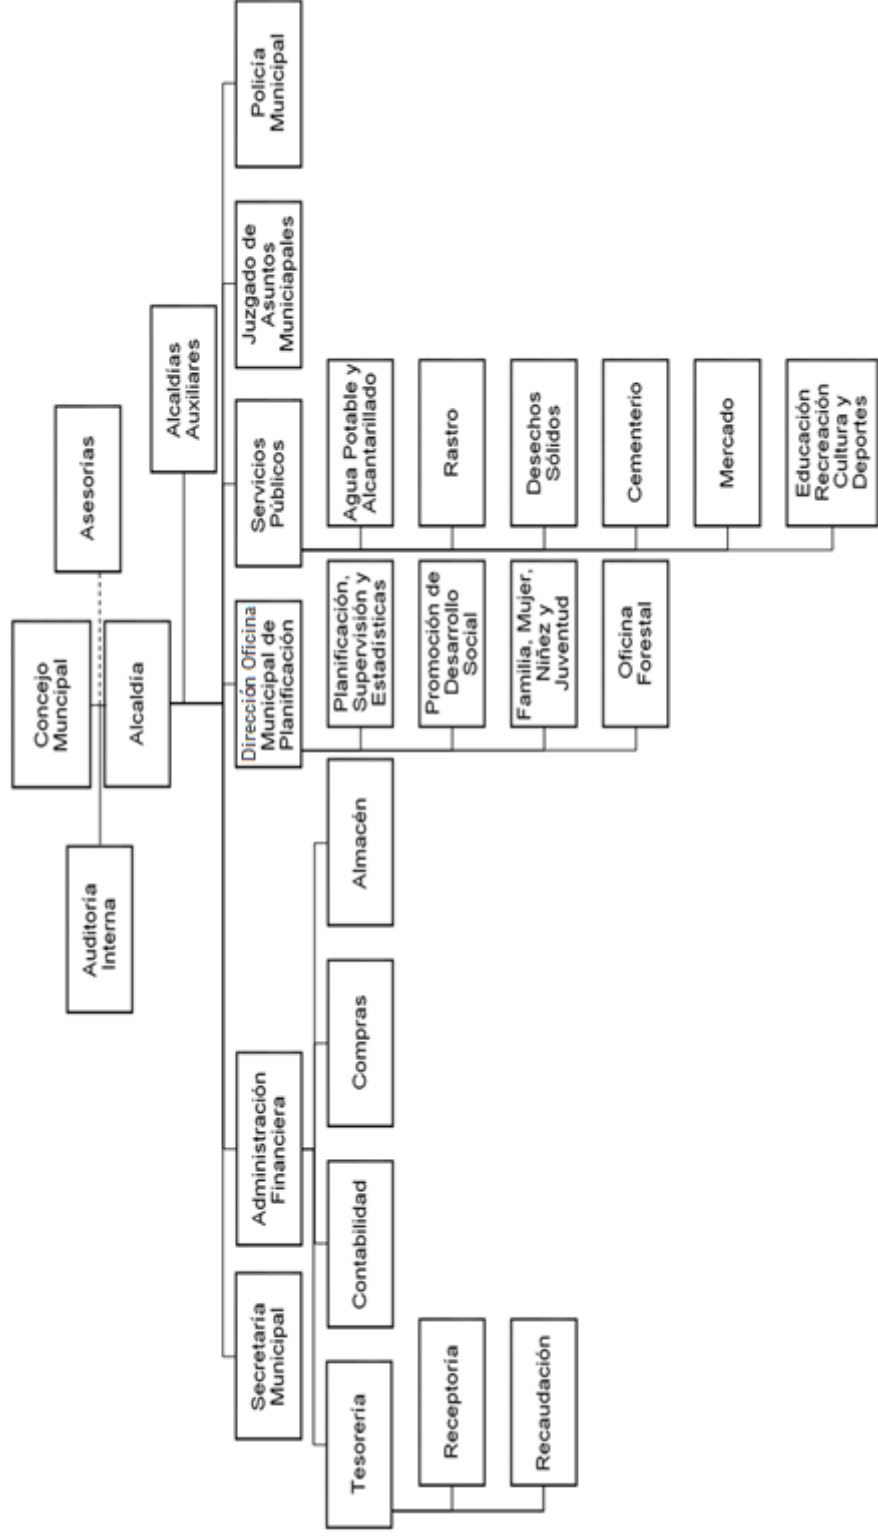 Concejo
Muncipal
Auditoría
Interna
Asesorías
Alcaldía
Alcaldías
Auxiliares
Secretaría
Municipal
Administración
Financiera
Dirección Oficina
Municipal de
Planificación
Servicios
Públicos
Juzgado de
Asuntos
Municiapales
Policía
Municipal
Tesorería
Contabilidad
Compras
Almacén
Planificación,
Supervisión y
Estadísticas
Agua Potable y
Alcantarillado
Receptoría
Promoción de
Desarrollo
Social
Rastro
Recaudación
Familia, Mujer,
Niñez y
Juventud
Desechos
Sólidos
Oficina
Forestal
Cementerio
Mercado
Educación
Recreación
Cultura y
Deportes